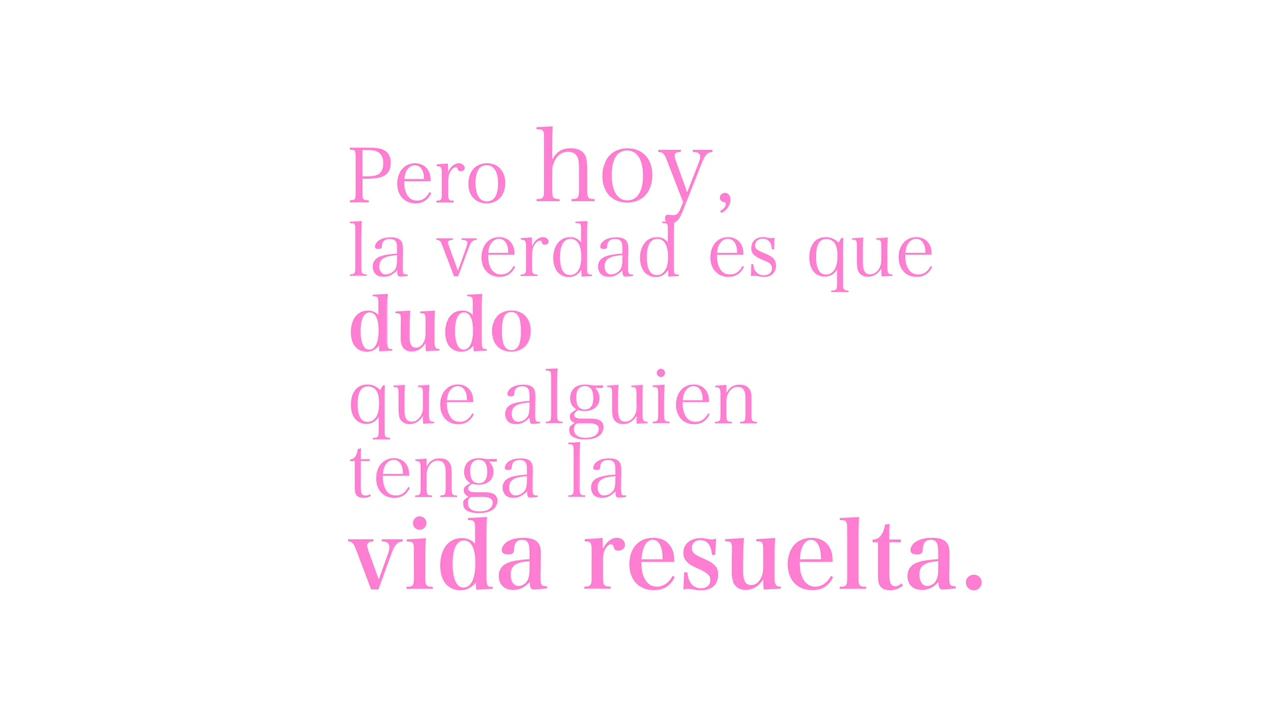 Pero hoy,
la verdad es que
dudo
que alguien
tenga la
vida resuelta.